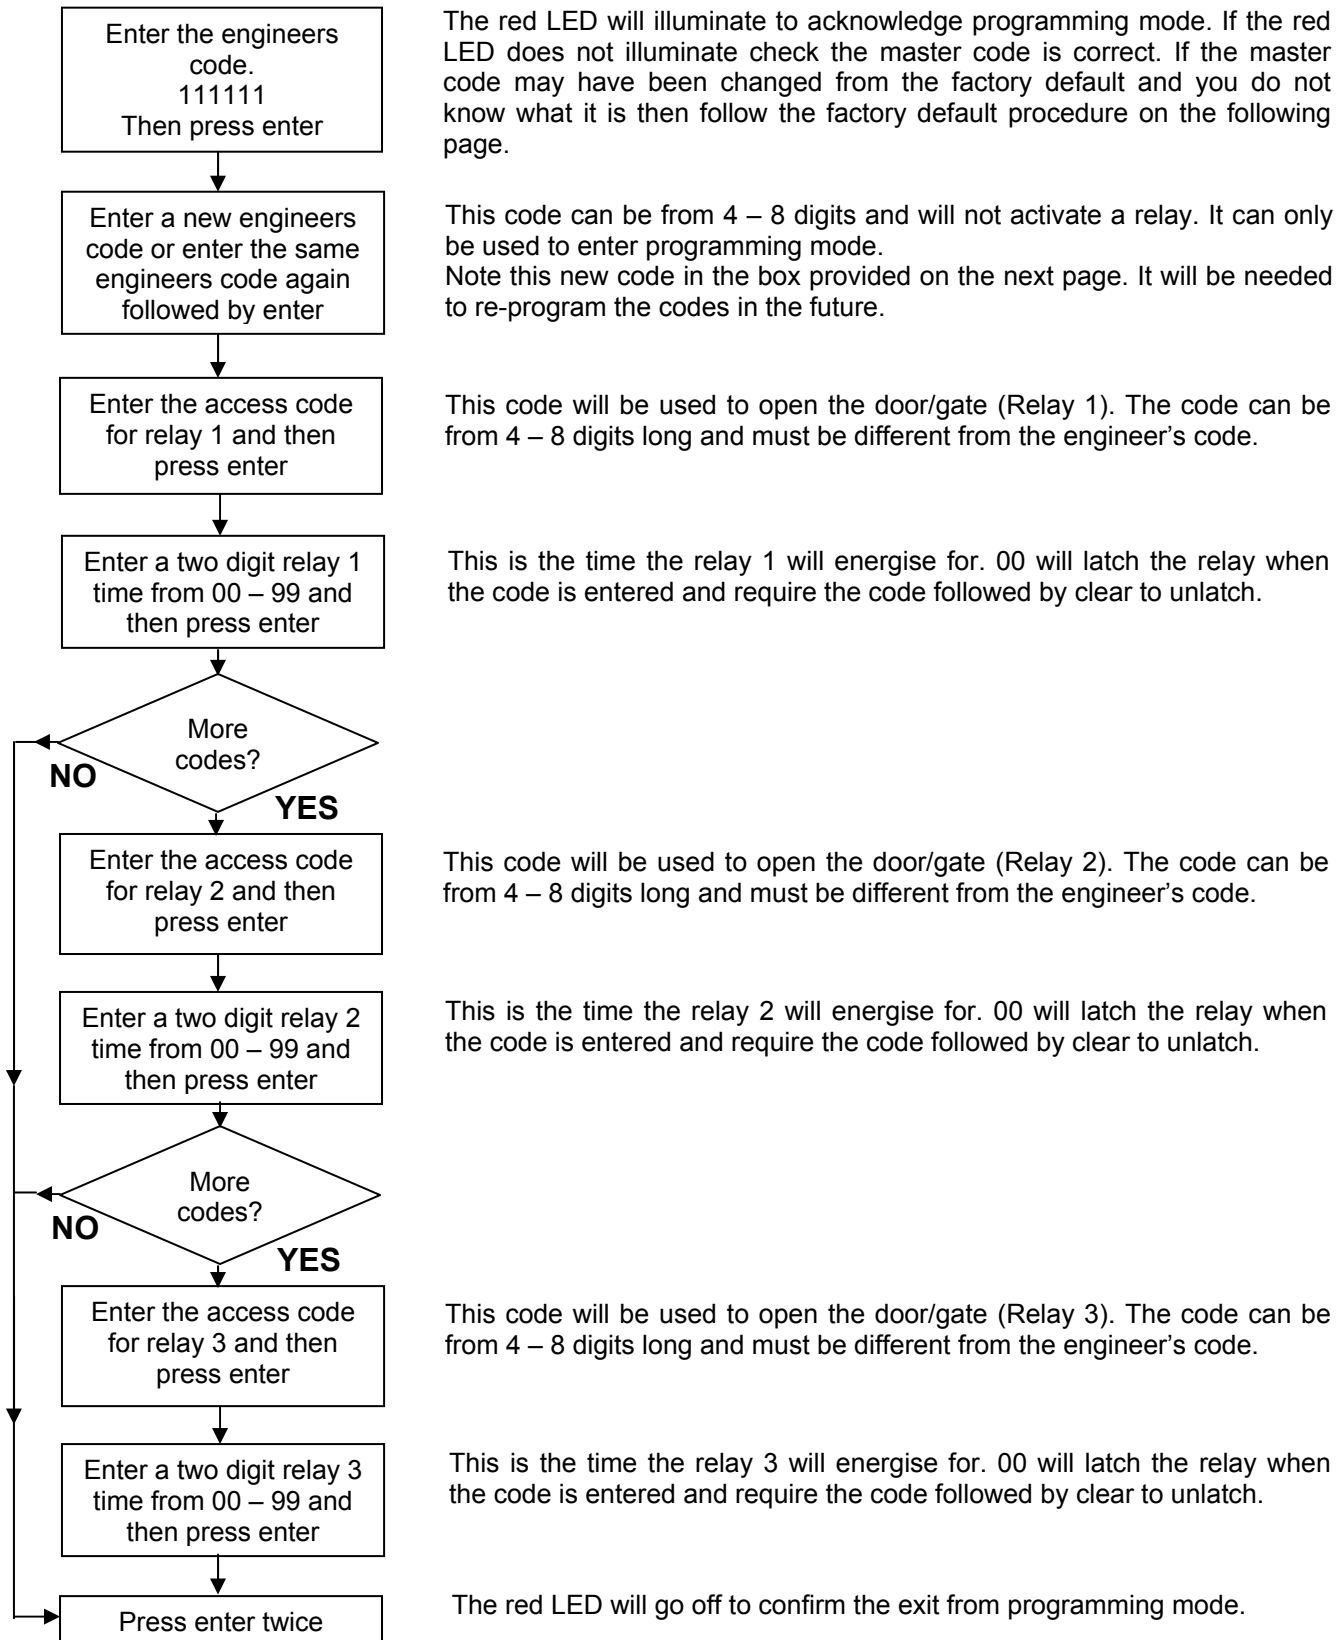 Enter the engineers
code.
111111
Then press enter
The red LED will illuminate to acknowledge programming mode. If the red
LED does not illuminate check the master code is correct. If the master
code may have been changed from the factory default and you do not
know what it is then follow the factory default procedure on the following
page.
Enter a new engineers
code or enter the same
engineers code again
followed by enter
This code can be from 4 – 8 digits and will not activate a relay. It can only
be used to enter programming mode.
Note this new code in the box provided on the next page. It will be needed
to re-program the codes in the future.
Enter the access code
for relay 1 and then
press enter
This code will be used to open the door/gate (Relay 1). The code can be
from 4 – 8 digits long and must be different from the engineer’s code.
Enter a two digit relay 1
time from 00 – 99 and
then press enter
This is the time the relay 1 will energise for. 00 will latch the relay when
the code is entered and require the code followed by clear to unlatch.
More
codes?
NO
YES
Enter the access code
for relay 2 and then
press enter
This code will be used to open the door/gate (Relay 2). The code can be
from 4 – 8 digits long and must be different from the engineer’s code.
Enter a two digit relay 2
time from 00 – 99 and
then press enter
This is the time the relay 2 will energise for. 00 will latch the relay when
the code is entered and require the code followed by clear to unlatch.
More
codes?
NO
YES
Enter the access code
for relay 3 and then
press enter
This code will be used to open the door/gate (Relay 3). The code can be
from 4 – 8 digits long and must be different from the engineer’s code.
Enter a two digit relay 3
time from 00 – 99 and
then press enter
This is the time the relay 3 will energise for. 00 will latch the relay when
the code is entered and require the code followed by clear to unlatch.
Press enter twice
The red LED will go off to confirm the exit from programming mode.